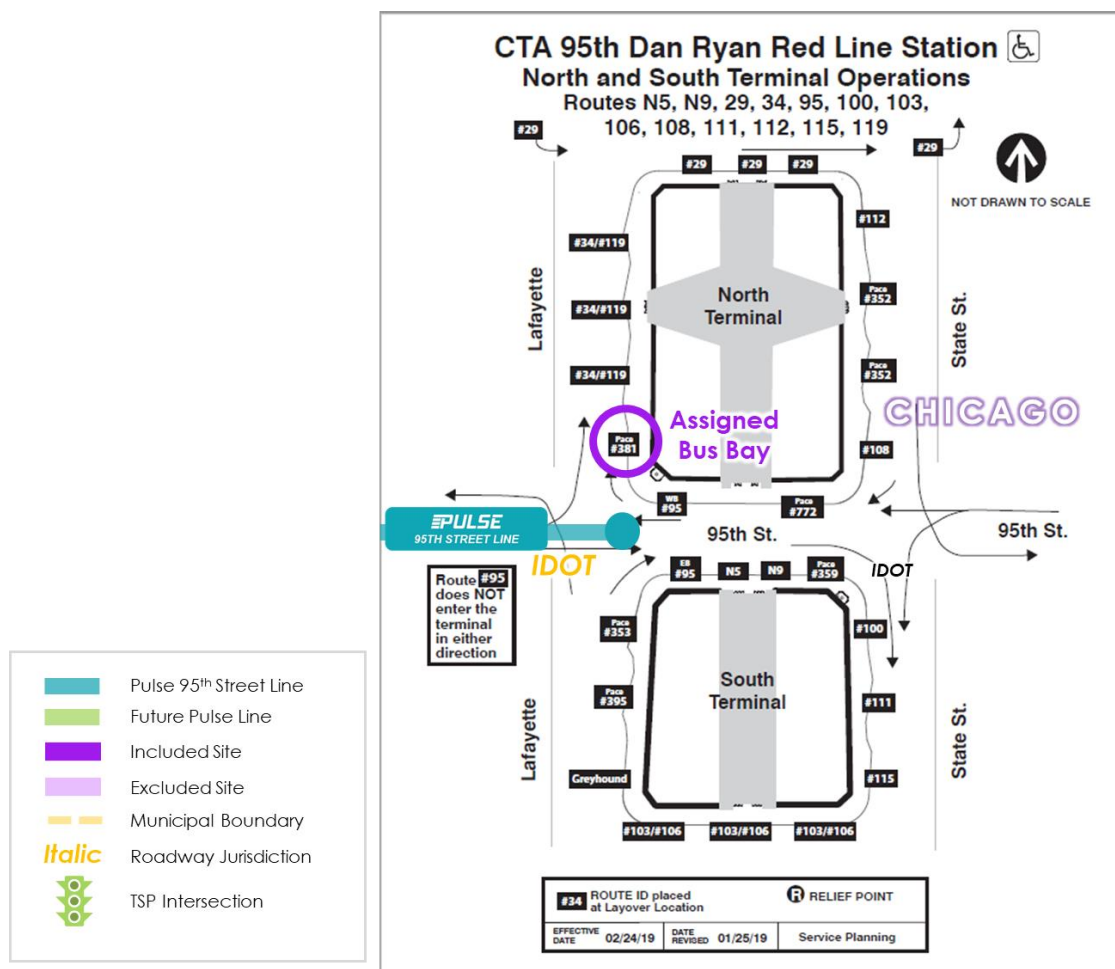 CTA 95th Dan Ryan Red Line Station
North and South Terminal Operations
Routes N5, N9, 29, 34, 95, 100, 103,
106, 108, 111, 112, 115, 119
#29
#29
NOT DRAWN TO SCALE
#29
#29
#29
#112
#34/#119
Lafayette
North
Terminal
Pace
#352
State St.
#34/#119
#34/#119
Pace
#352
CHICAGO
Assigned
Bus Bay
Pace
#381
#108
WB
#95
Pace
#772
PULSE
95TH STREET LINE
95th St.
95th St.
IDOT
IDOT
Route #95
does NOT
enter the
terminal
in either
direction
EB
#95
N5
N9
Pace
#359
Pace
#353
#100
Pace
#395
South
Terminal
#111
Lafayette
State St.
Greyhound
#115
#103/#106
#103/#106
#103/#106
Pulse 95th Street Line
Future Pulse Line
Included Site
Excluded Site
Municipal Boundary
Italic Roadway Jurisdiction
TSP Intersection
#34 ROUTE ID placed
at Layover Location
R RELIEF POINT
EFFECTIVE
DATE 02/24/19
DATE
REVISED 01/25/19
Service Planning